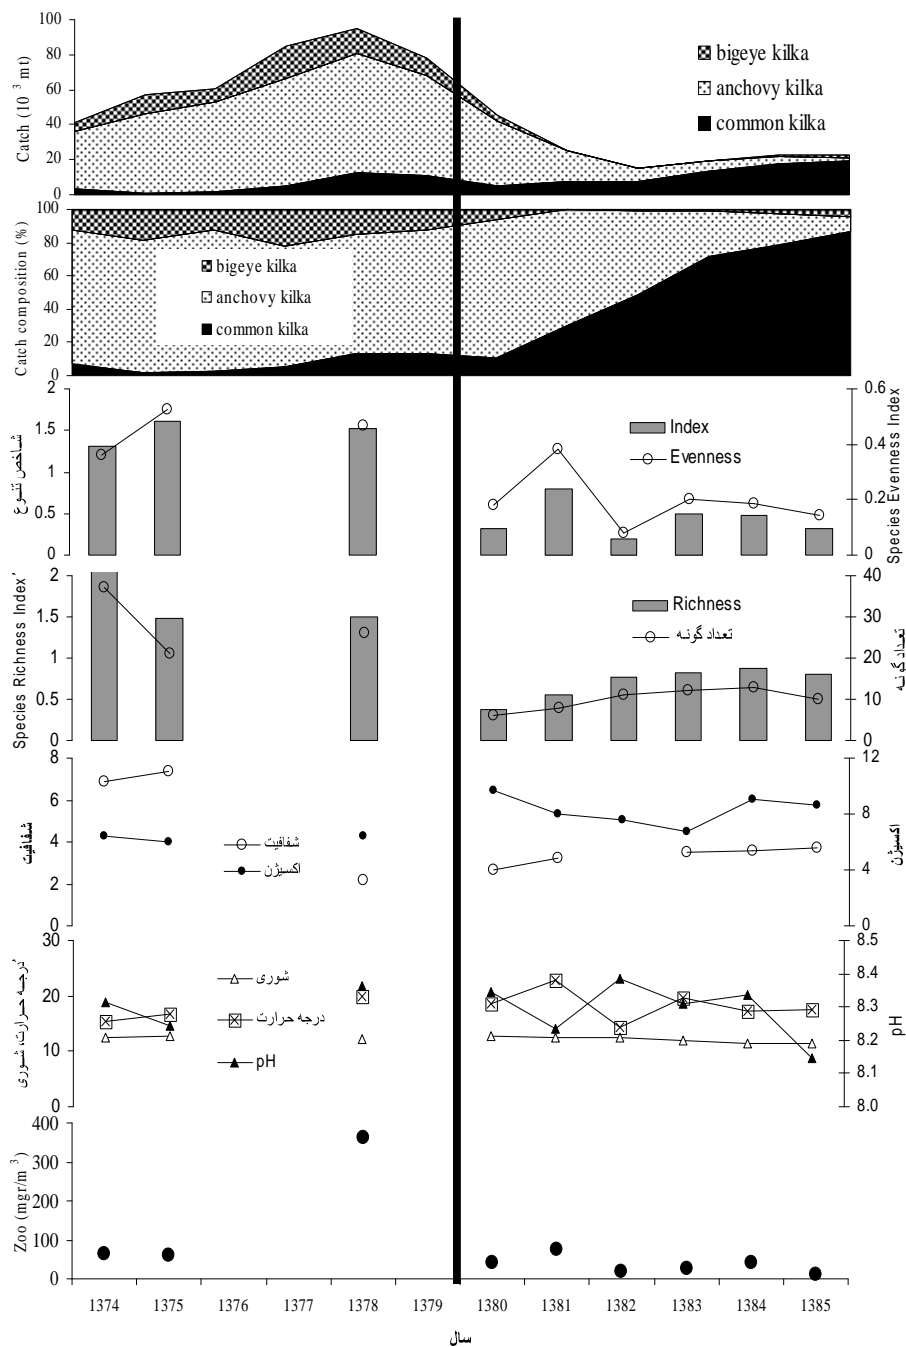 100
80
60
40
20
0
Catch (10 3 mt)
bigeye kilka
anchovy kilka
common kilka
100
80
60
40
20
0
Catch composition (%)
bigeye kilka
anchovy kilka
common kilka
2
1.5
1
0.5
0
شاخص تنوع
Index
Evenness
0.6
0.4
0.2
0
Species Evenness Index
2
1.5
1
0.5
0
Species Richness Index'
Richness
تعداد گونه
40
30
20
10
0
تعداد گونه
8
6
4
2
0
شفافیت
شفافیت
اکسیژن
12
8
4
0
اکسیژن
30
20
10
0
درجه حرارت، شوری
شوری
درجه حرارت
pH
8.5
8.4
8.3
8.2
8.1
8.0
pH
400
300
200
100
0
Zoo (mgr/m 3)
1374 1375 1376 1377 1378 1379 1380 1381 1382 1383 1384 1385
سال